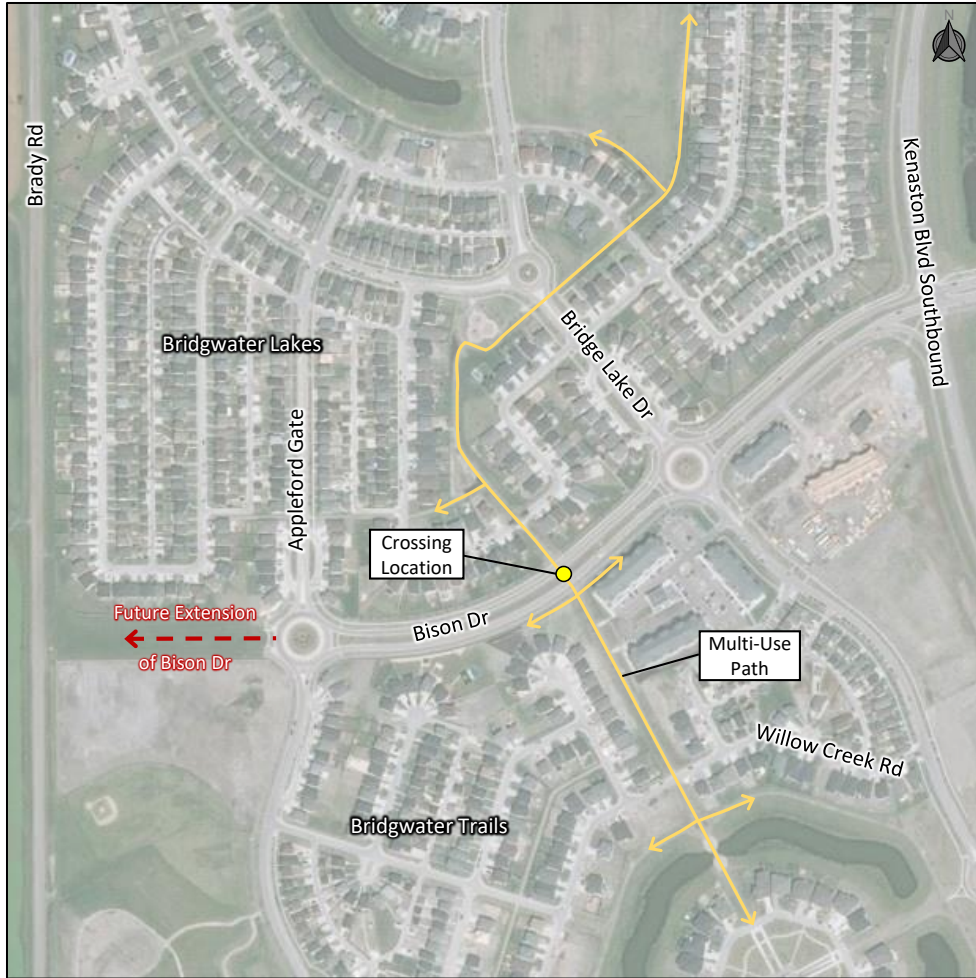 N
Brady Rd
Kenaston Blvd Southbound
Bridgwater Lakes
Bridge Lake Dr
Appleford Gate
Crossing
Location
Future Extension
of Bison Dr
Bison Dr
Multi-Use
Path
Willow Creek Rd
Bridgwater Trails